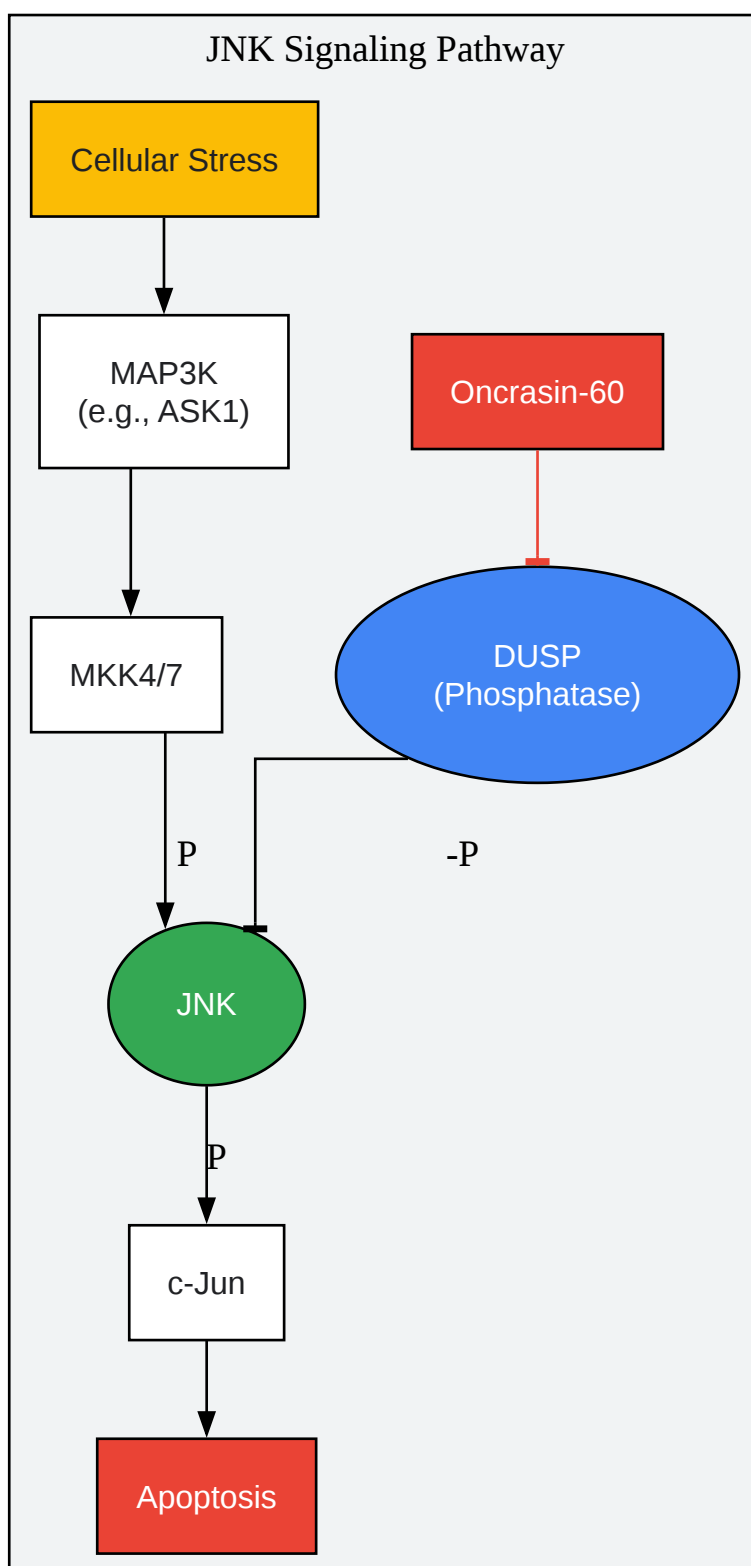 JNK Signaling Pathway
Cellular Stress
MAP3K
(e.g., ASK1)
Oncrasin-60
MKK4/7
DUSP
(Phosphatase)
P
-P
JNK
P
c-Jun
Apoptosis